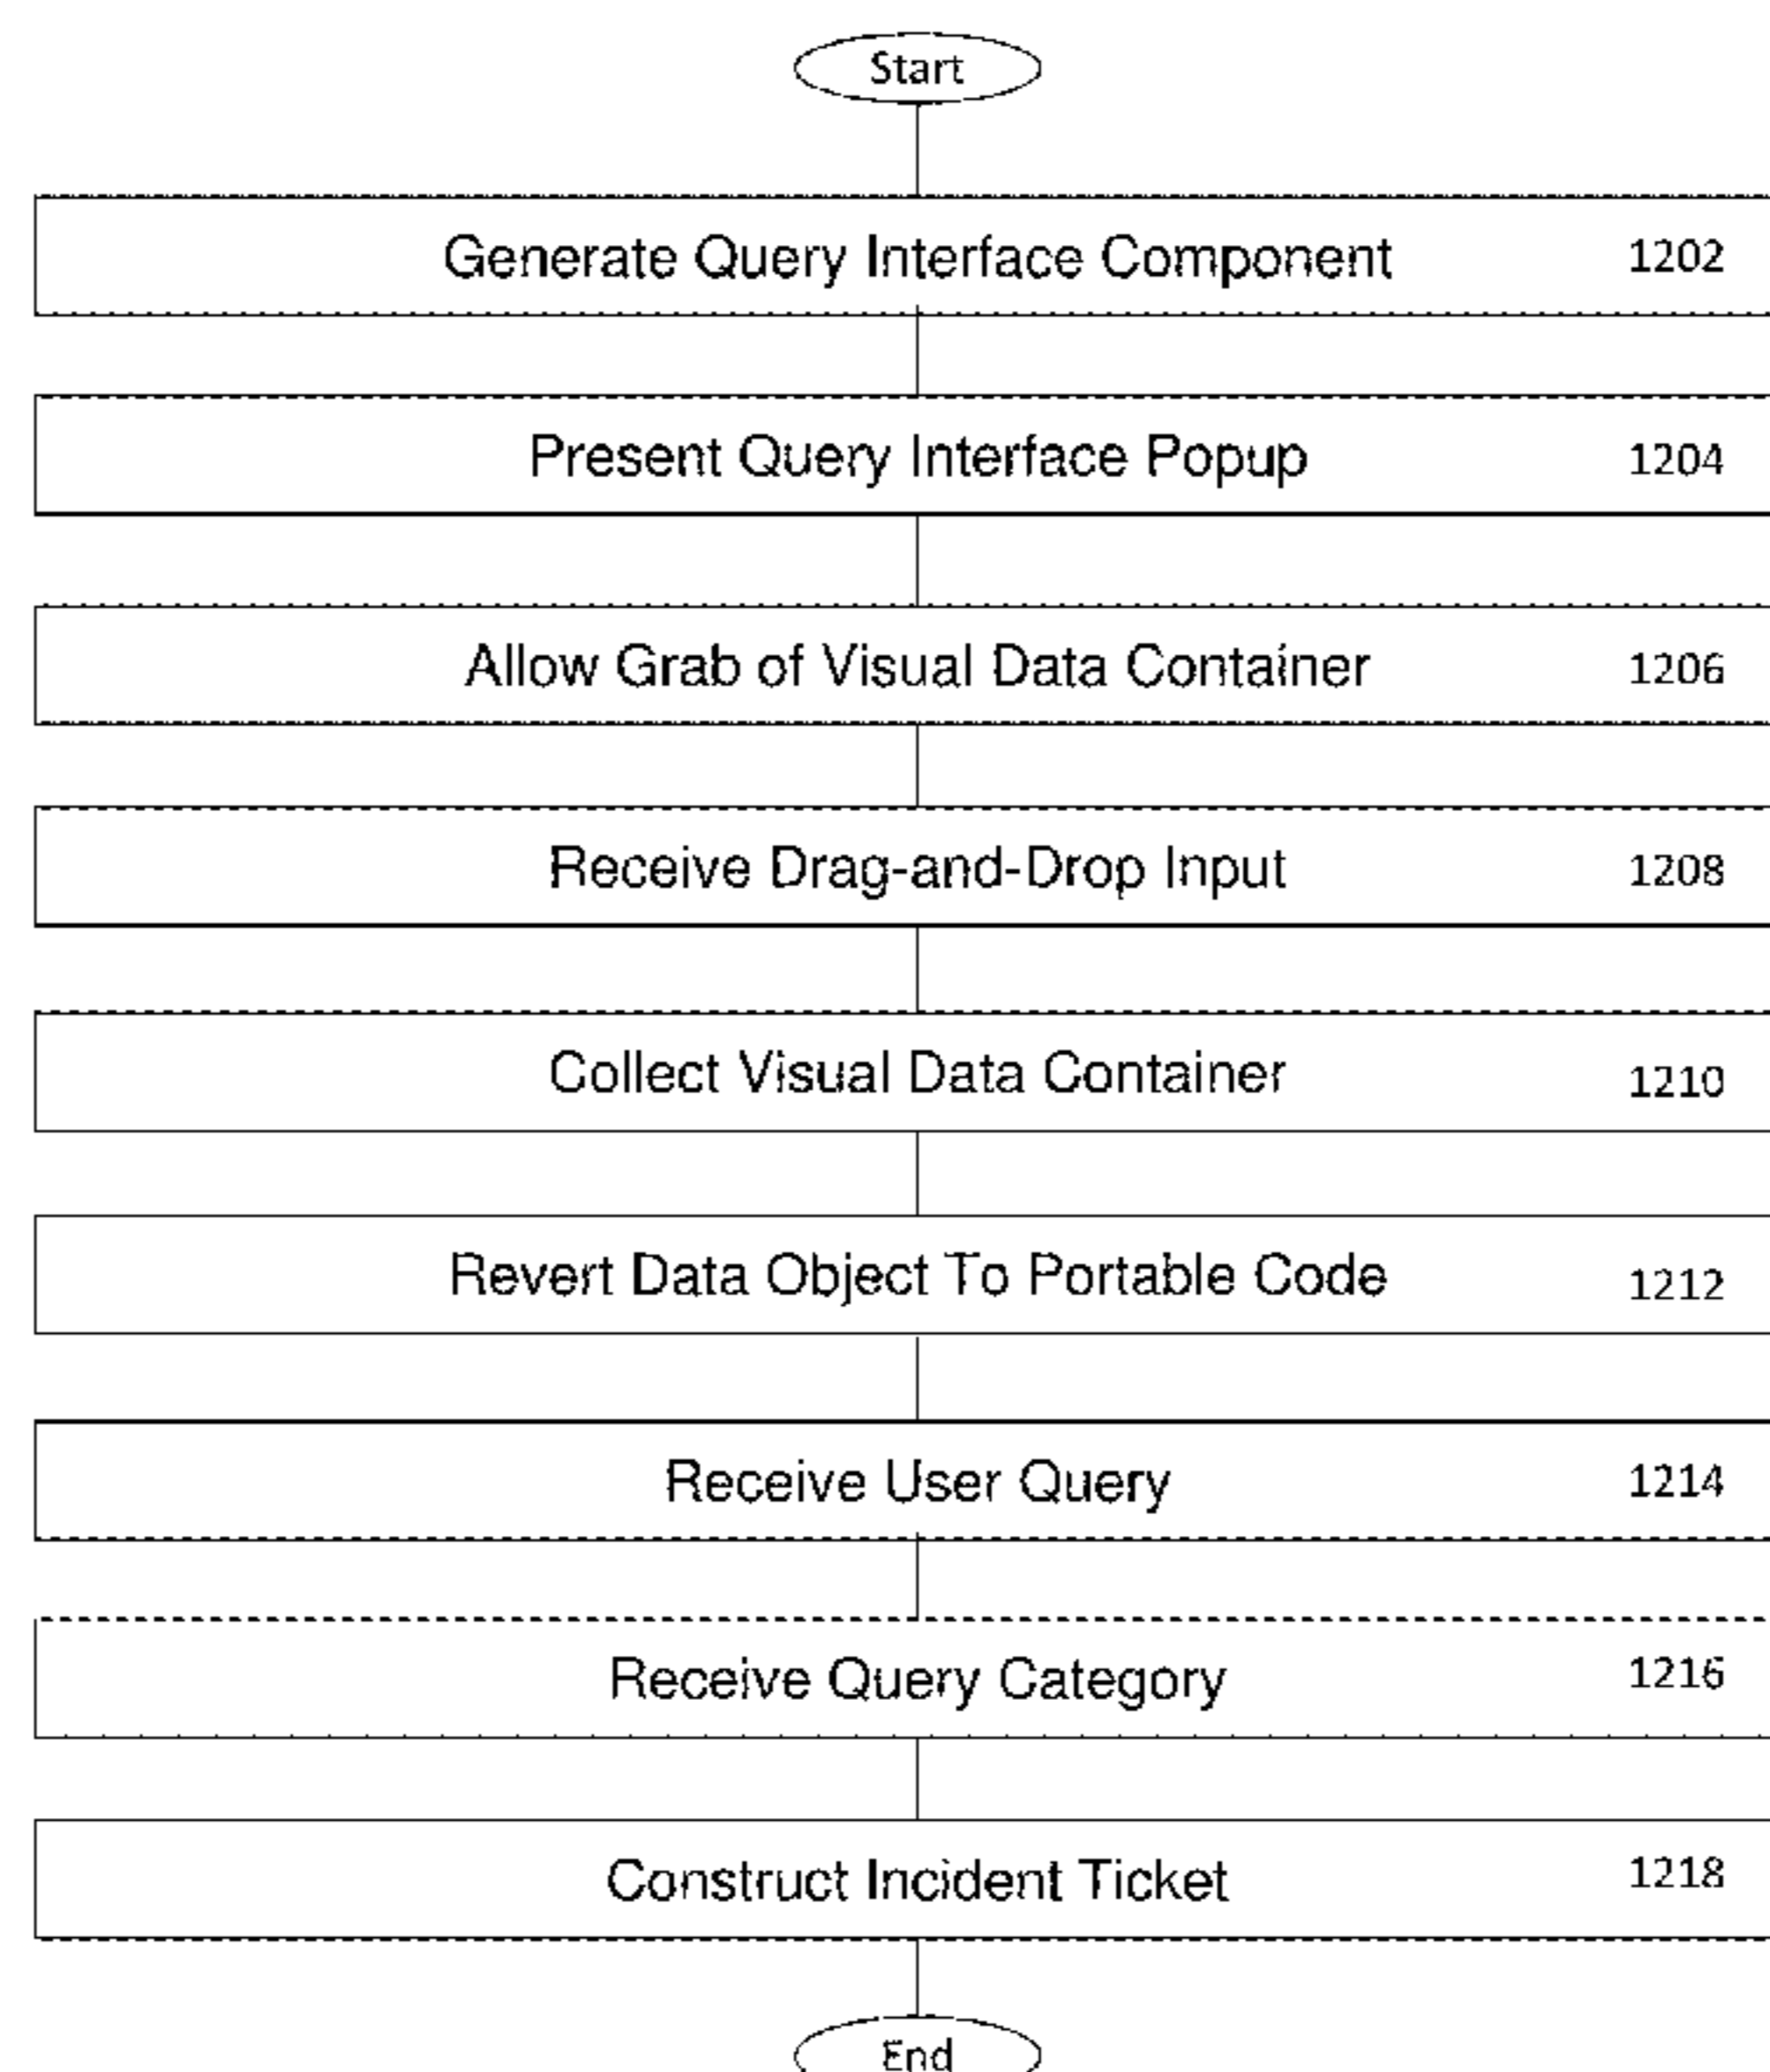 Start
Generate Query Interface Component 1202
Present Query Interface Popup 1204
Allow Grab of Visual Data Container 1206
Receive Drag-and-Drop Input 1208
Collect Visual Data Container 1210
Revert Data Object To Portable Code 1212
Receive User Query 1214
Receive Query Category 1216
Construct Incident Ticket 1218
End